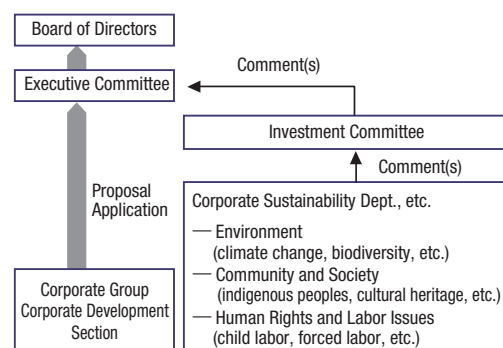 Board of Directors
Executive Committee
Comment(s)
Investment Committee
Comment(s)
Proposal
Application
Corporate Sustainability Dept., etc.
— Environment
(climate change, biodiversity, etc.)
— Community and Society
(indigenous peoples, cultural heritage, etc.)
— Human Rights and Labor Issues
(child labor, forced labor, etc.)
Corporate Group
Corporate Development
Section